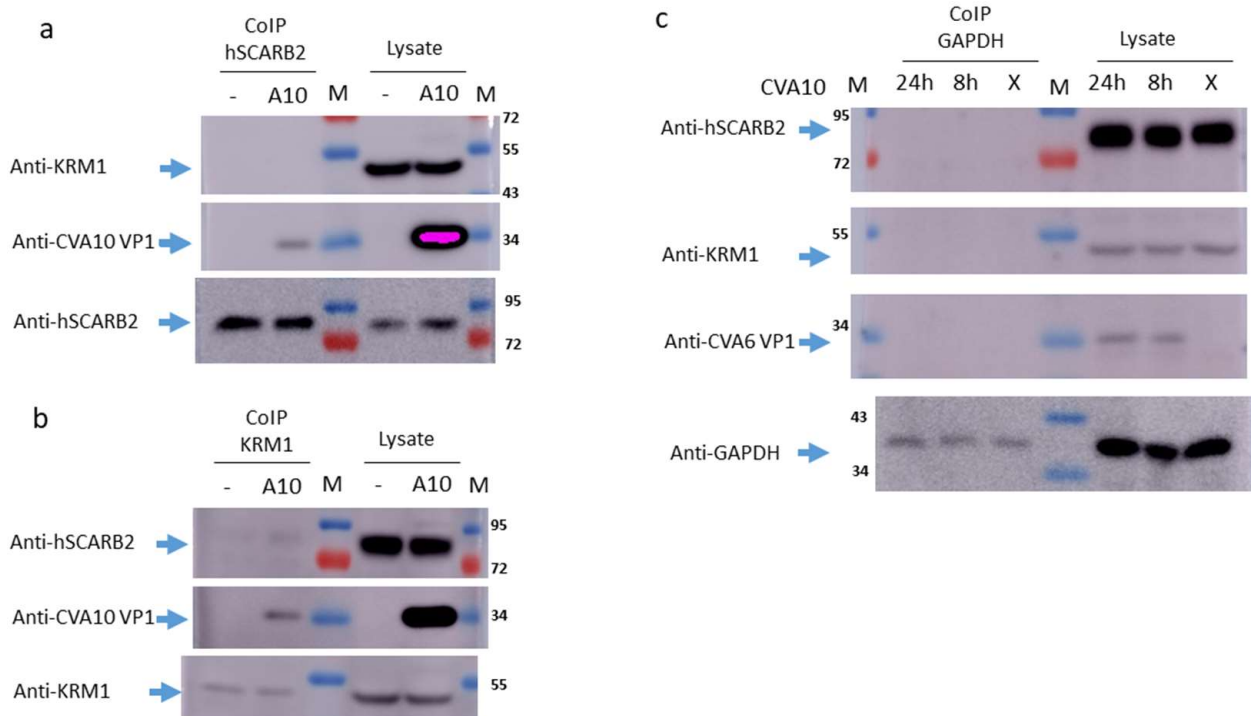 a
CoIP
hSCARB2
Lysate
- A10 M - A10 M
72
Anti-KRM1
55
43
Anti-CVA10 VP1
34
Anti-hSCARB2
95
72
b
CoIP
KRM1
Lysate
- A10 M - A10 M
Anti-hSCARB2
95
72
Anti-CVA10 VP1
34
Anti-KRM1
55
c
CoIP
GAPDH
Lysate
CVA10 M 24h 8h X M 24h 8h X
95
Anti-hSCARB2
72
55
Anti-KRM1
34
Anti-CVA6 VP1
43
Anti-GAPDH
34